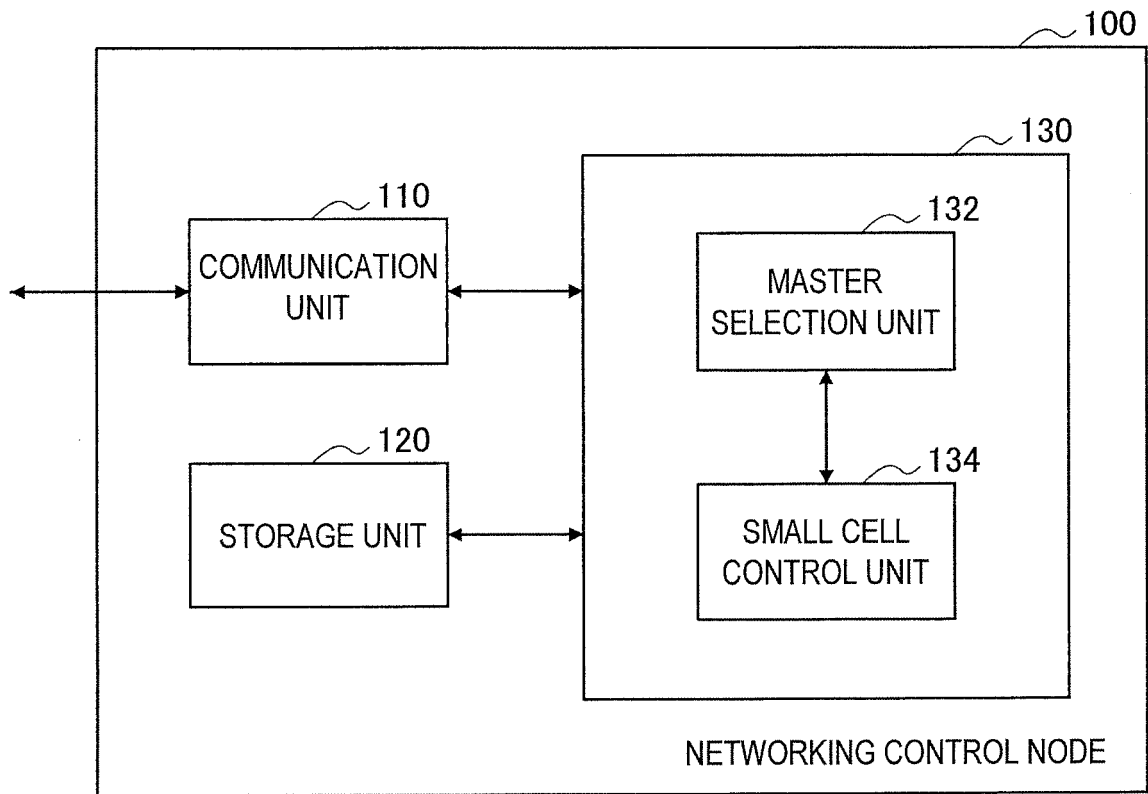 100
130
110
COMMUNICATION
UNIT
132
MASTER
SELECTION UNIT
120
STORAGE UNIT
134
SMALL CELL
CONTROL UNIT
NETWORKING CONTROL NODE